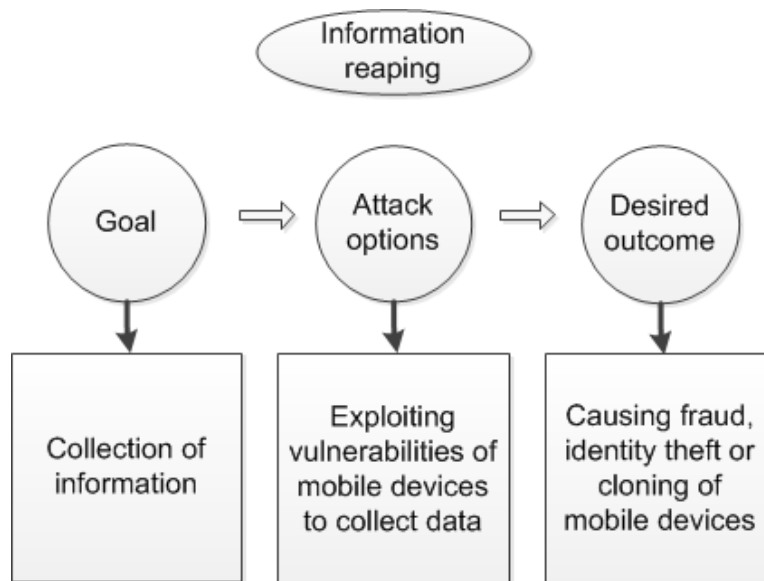 Information
reaping
Goal
Attack
options
Desired
outcome
Collection of
information
Exploiting
vulnerabilities of
mobile devices
to collect data
Causing fraud,
identity theft or
cloning of
mobile devices